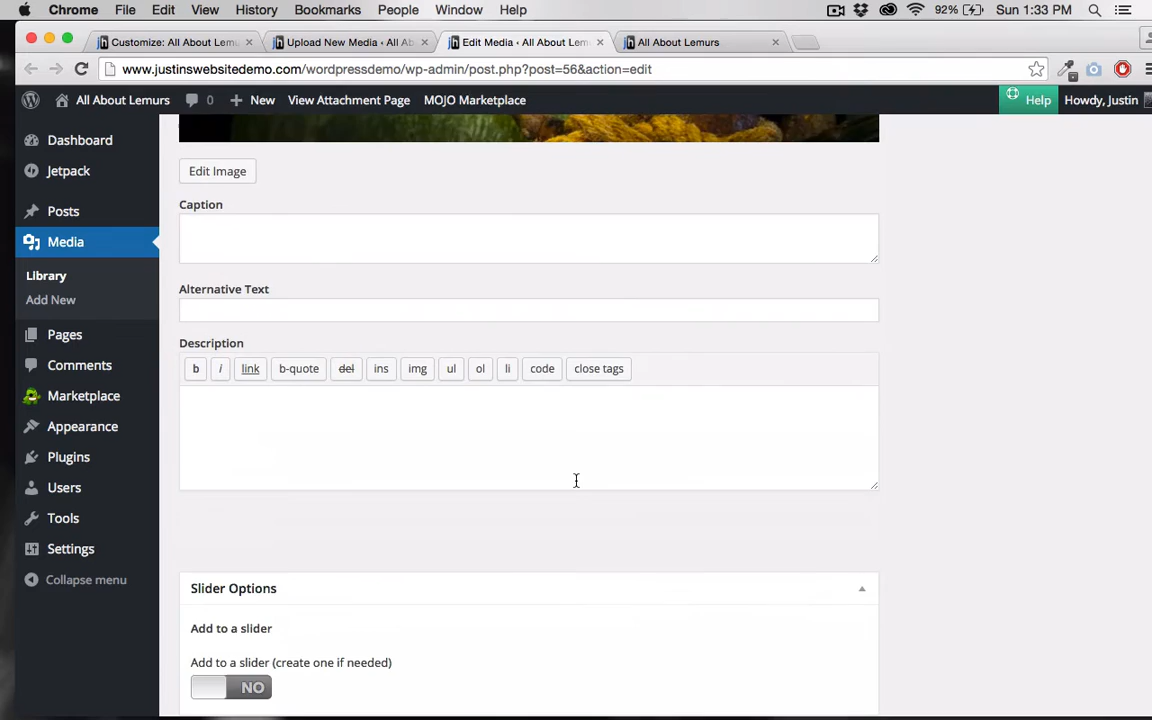 Chrome File Edit View History Bookmarks People Window Help 92% Sun 1:33 PM
Customize: All About Lemu Upload New Media ‹ All Ab Edit Media ‹ All About Lem All About Lemurs
www.justinswebsitedemo.com/wordpressdemo/wp-admin/post.php?post=56&action=edit
All About Lemurs 0 New View Attachment Page MOJO Marketplace Help Howdy, Justin
Dashboard
Jetpack
Posts
Media
Library
Add New
Pages
Comments
Marketplace
Appearance
Plugins
Users
Tools
Settings
Collapse menu
Edit Image
Caption
Alternative Text
Description
b i link b-quote del ins img ul ol li code close tags
Slider Options
Add to a slider
Add to a slider (create one if needed)
NO